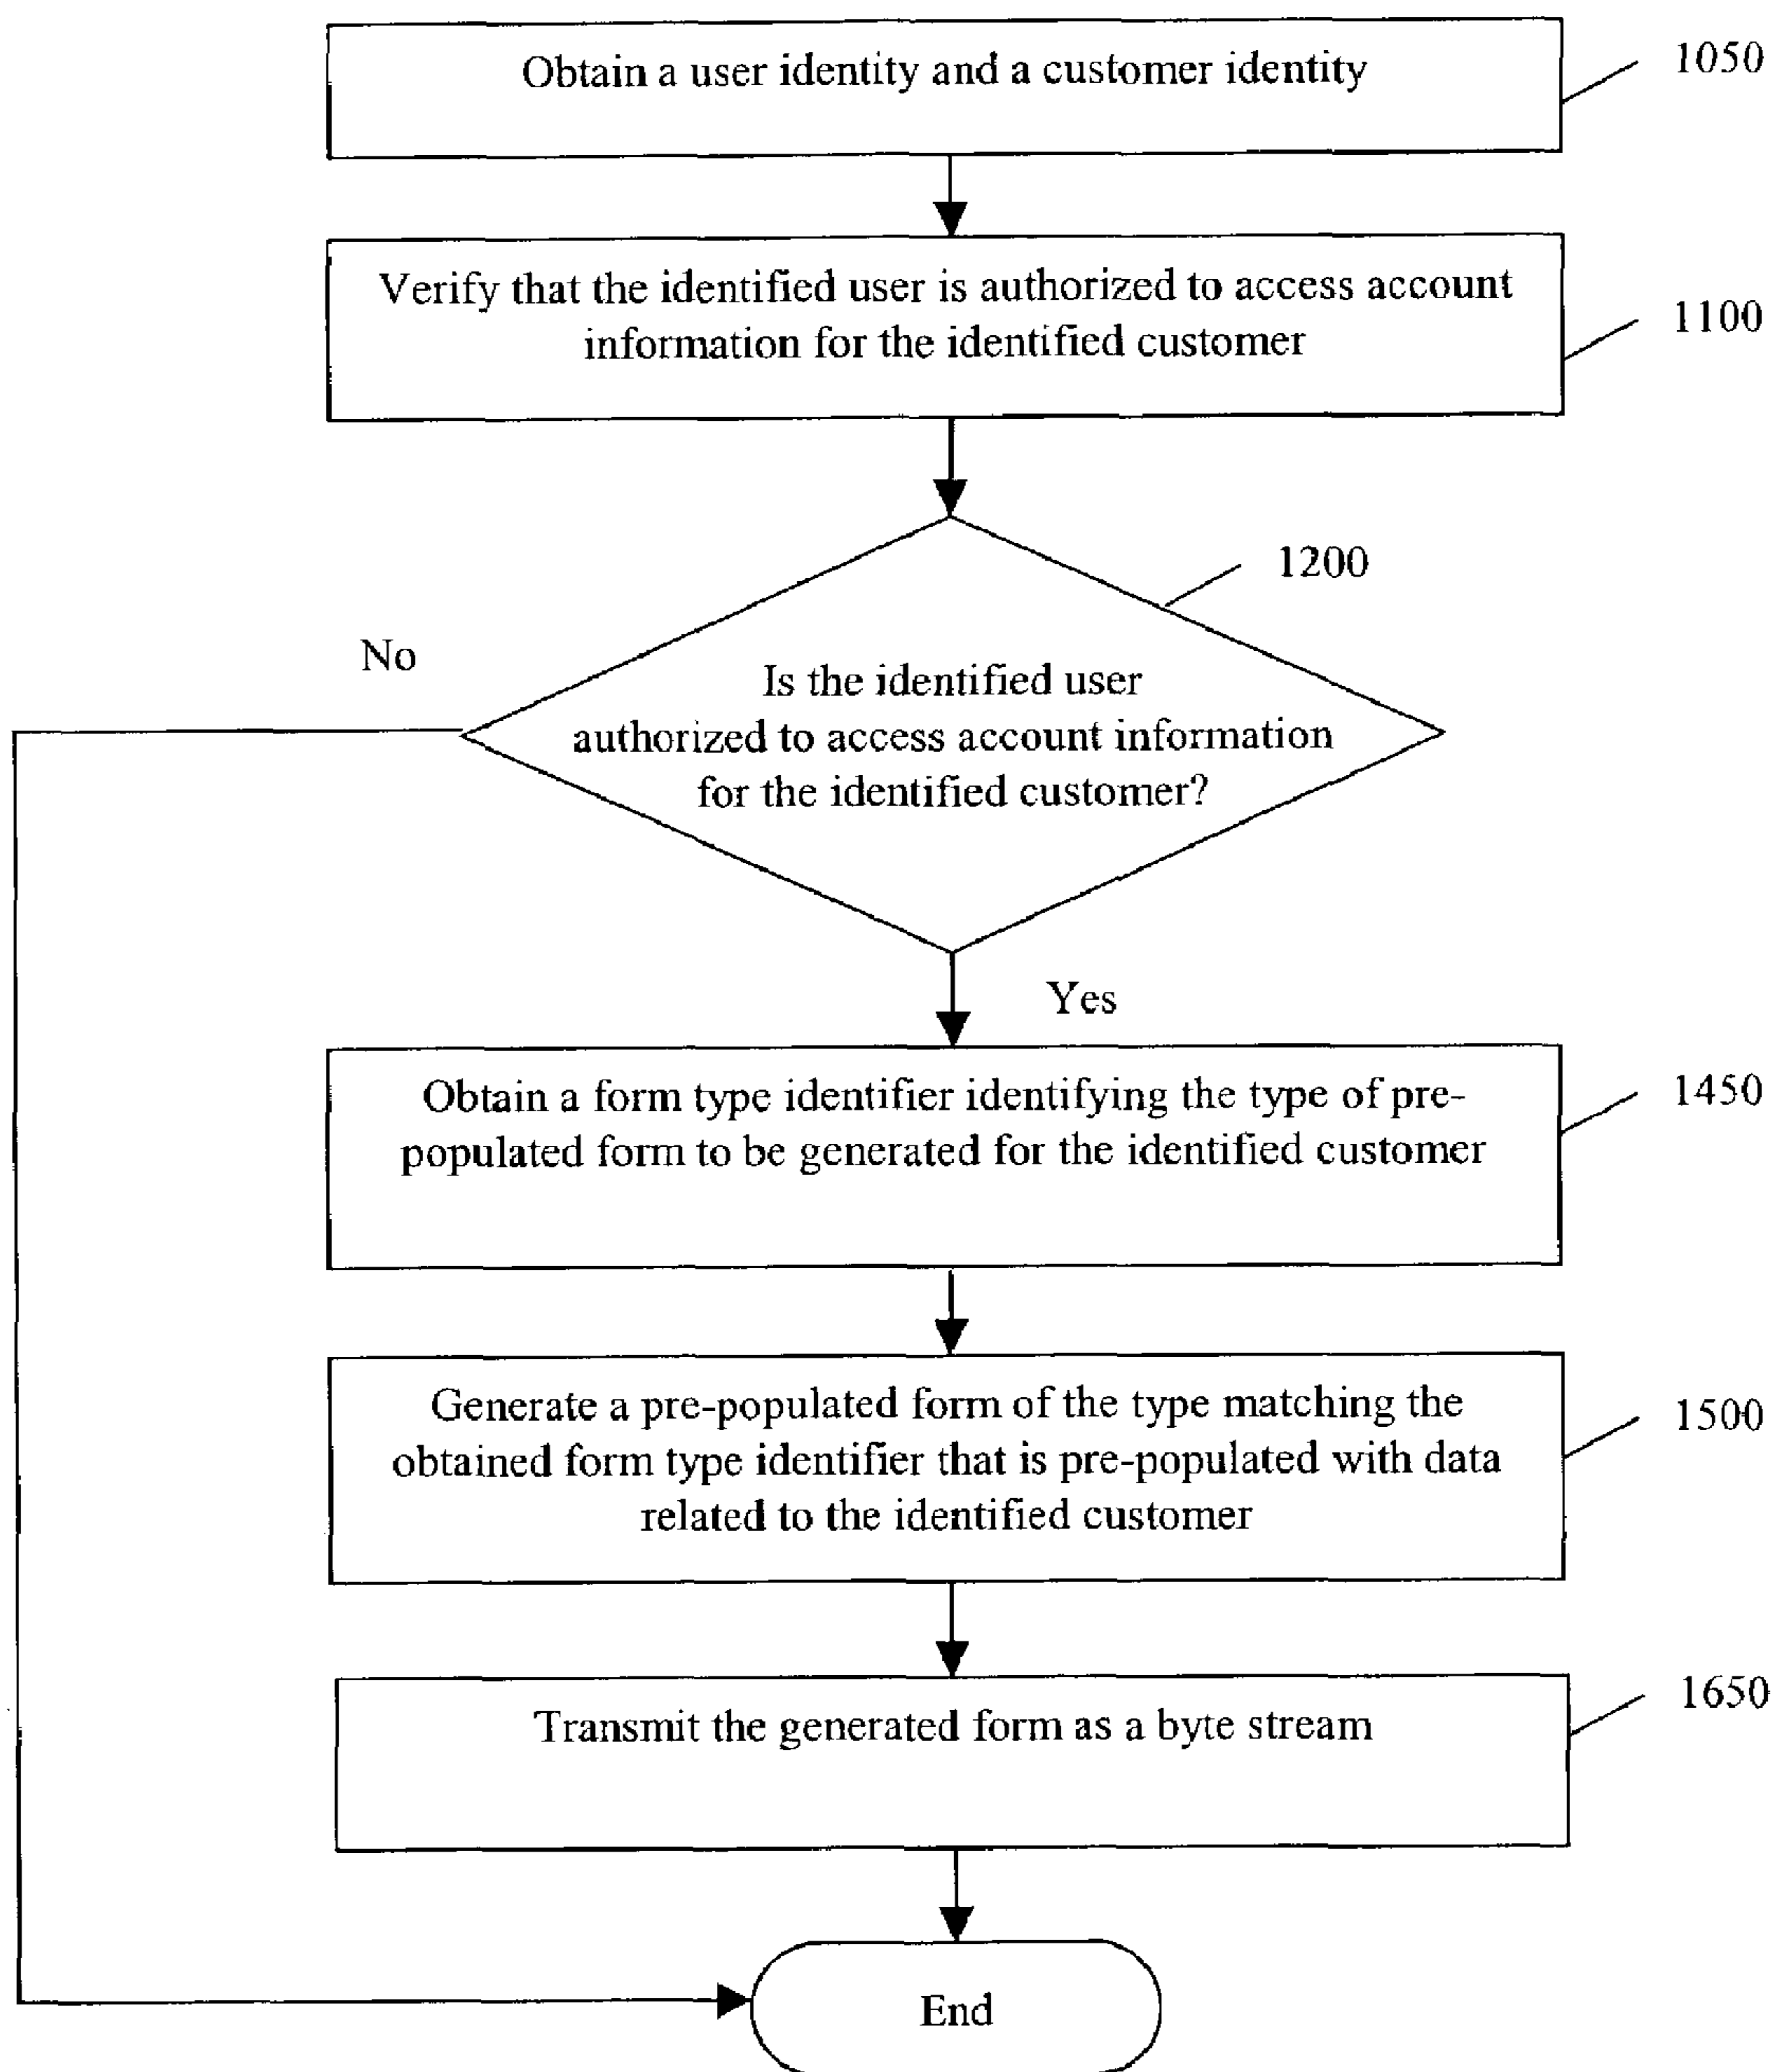 Obtain a user identity and a customer identity
1050
Verify that the identified user is authorized to access account
information for the identified customer
1100
1200
No
Is the identified user
authorized to access account information
for the identified customer?
Yes
Obtain a form type identifier identifying the type of pre-
populated form to be generated for the identified customer
1450
Generate a pre-populated form of the type matching the
obtained form type identifier that is pre-populated with data
related to the identified customer
1500
Transmit the generated form as a byte stream
1650
End